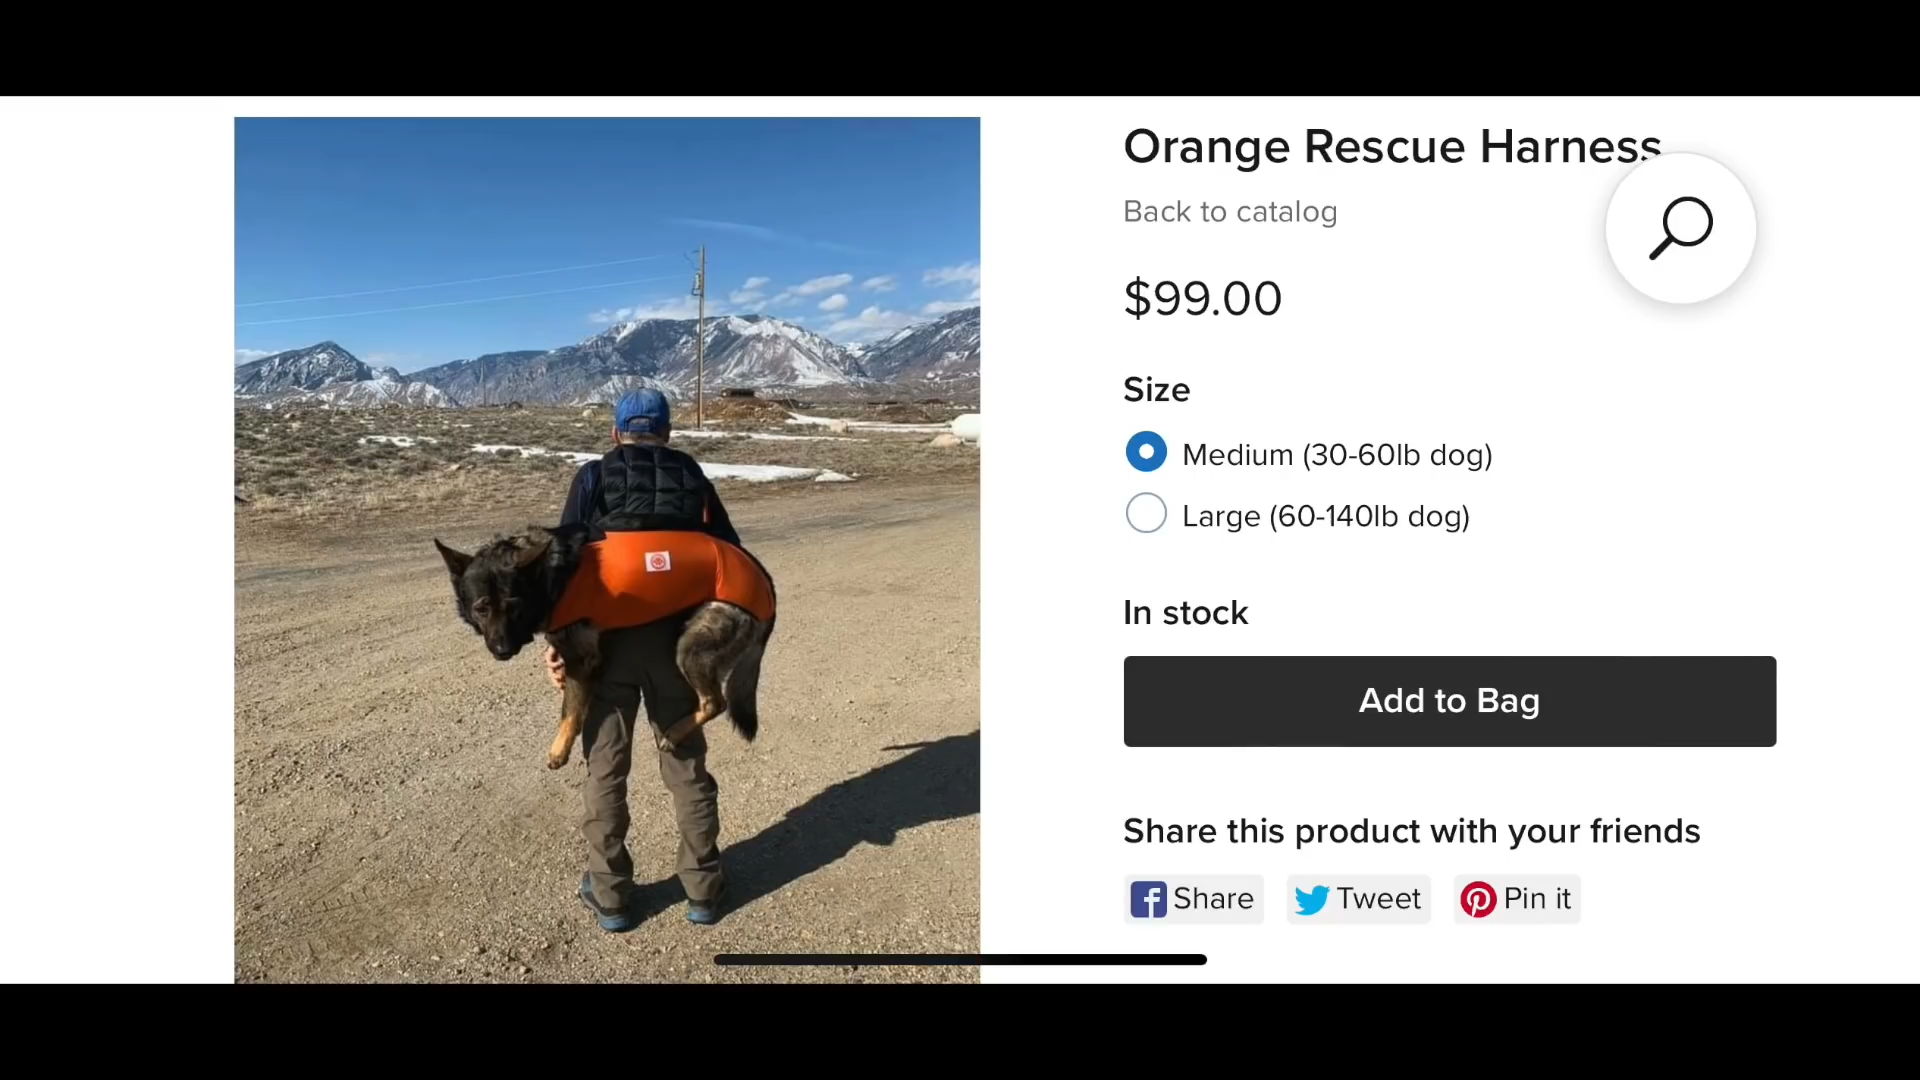 Orange Rescue Harness
Back to catalog
$99.00
Size
Medium (30-60lb dog)
Large (60-140lb dog)
In stock
Add to Bag
Share this product with your friends
Share
Tweet
Pin it